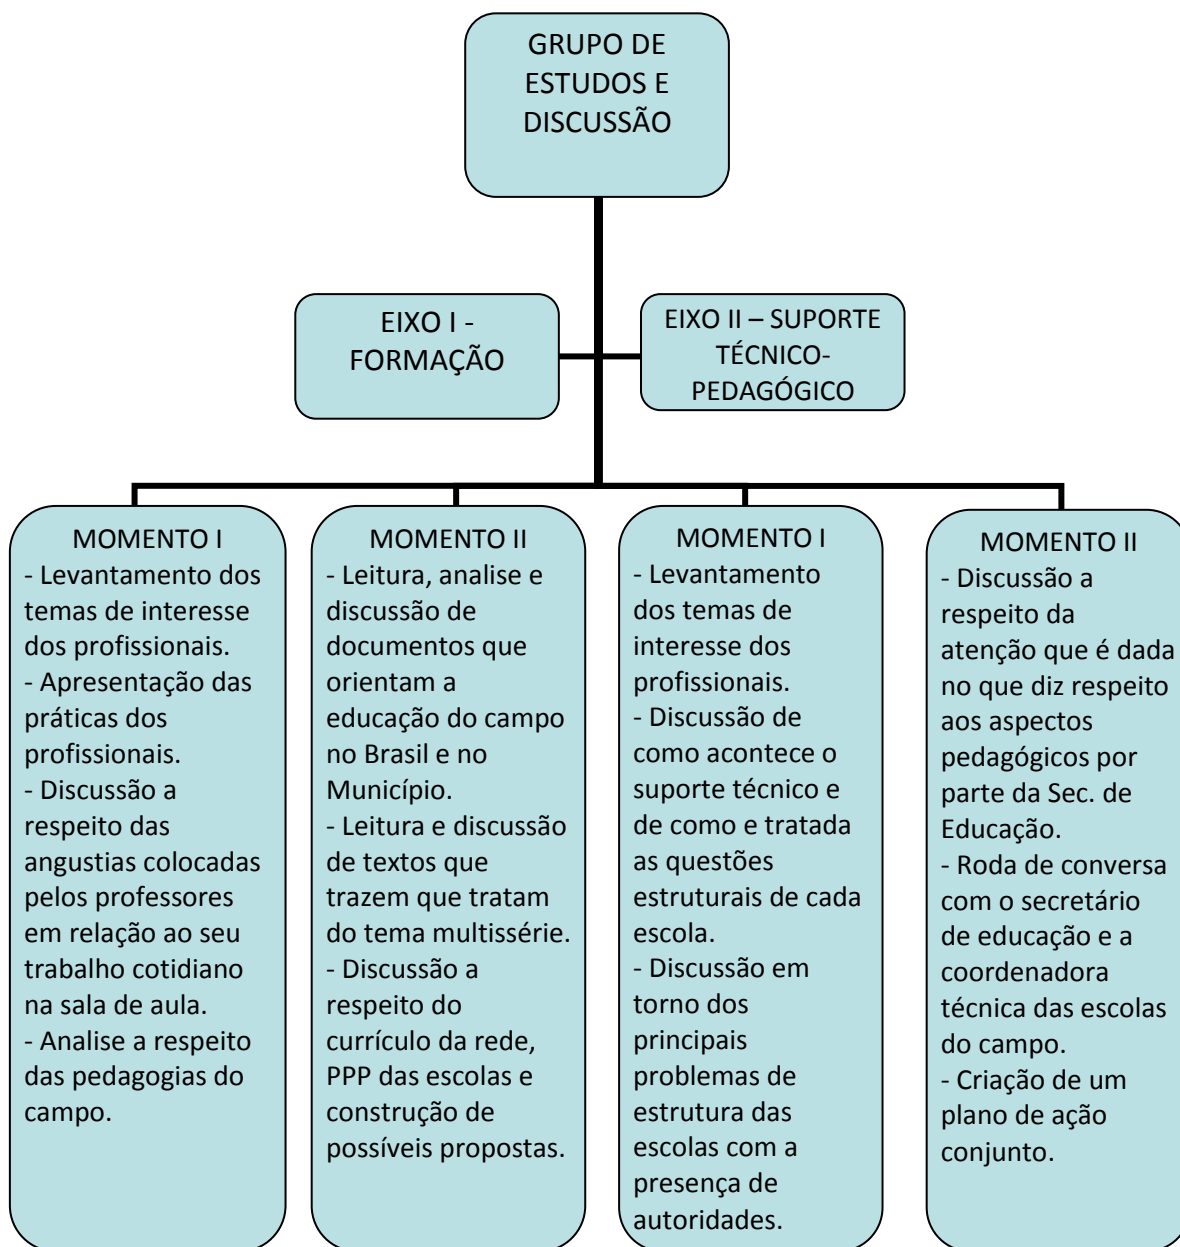 GRUPO DE
ESTUDOS E
DISCUSSÃO
EIXO I -
FORMAÇÃO
EIXO II – SUPORTE
TÉCNICO-
PEDAGÓGICO
MOMENTO I
- Levantamento dos
temas de interesse
dos profissionais.
- Apresentação das
práticas dos
profissionais.
- Discussão a
respeito das
angustias colocadas
pelos professores
em relação ao seu
trabalho cotidiano
na sala de aula.
- Analise a respeito
das pedagogias do
campo.
MOMENTO II
- Leitura, analise e
discussão de
documentos que
orientam a
educação do campo
no Brasil e no
Município.
- Leitura e discussão
de textos que
trazem que tratam
do tema multissérie.
- Discussão a
respeito do
currículo da rede,
PPP das escolas e
construção de
possíveis propostas.
MOMENTO I
- Levantamento
dos temas de
interesse dos
profissionais.
- Discussão de
como acontece o
suporte técnico e
de como e tratada
as questões
estruturais de cada
escola.
- Discussão em
torno dos
principais
problemas de
estrutura das
escolas com a
presença de
autoridades.
MOMENTO II
- Discussão a
respeito da
atenção que é dada
no que diz respeito
aos aspectos
pedagógicos por
parte da Sec. de
Educação.
- Roda de conversa
com o secretário
de educação e a
coordenadora
técnica das escolas
do campo.
- Criação de um
plano de ação
conjunto.